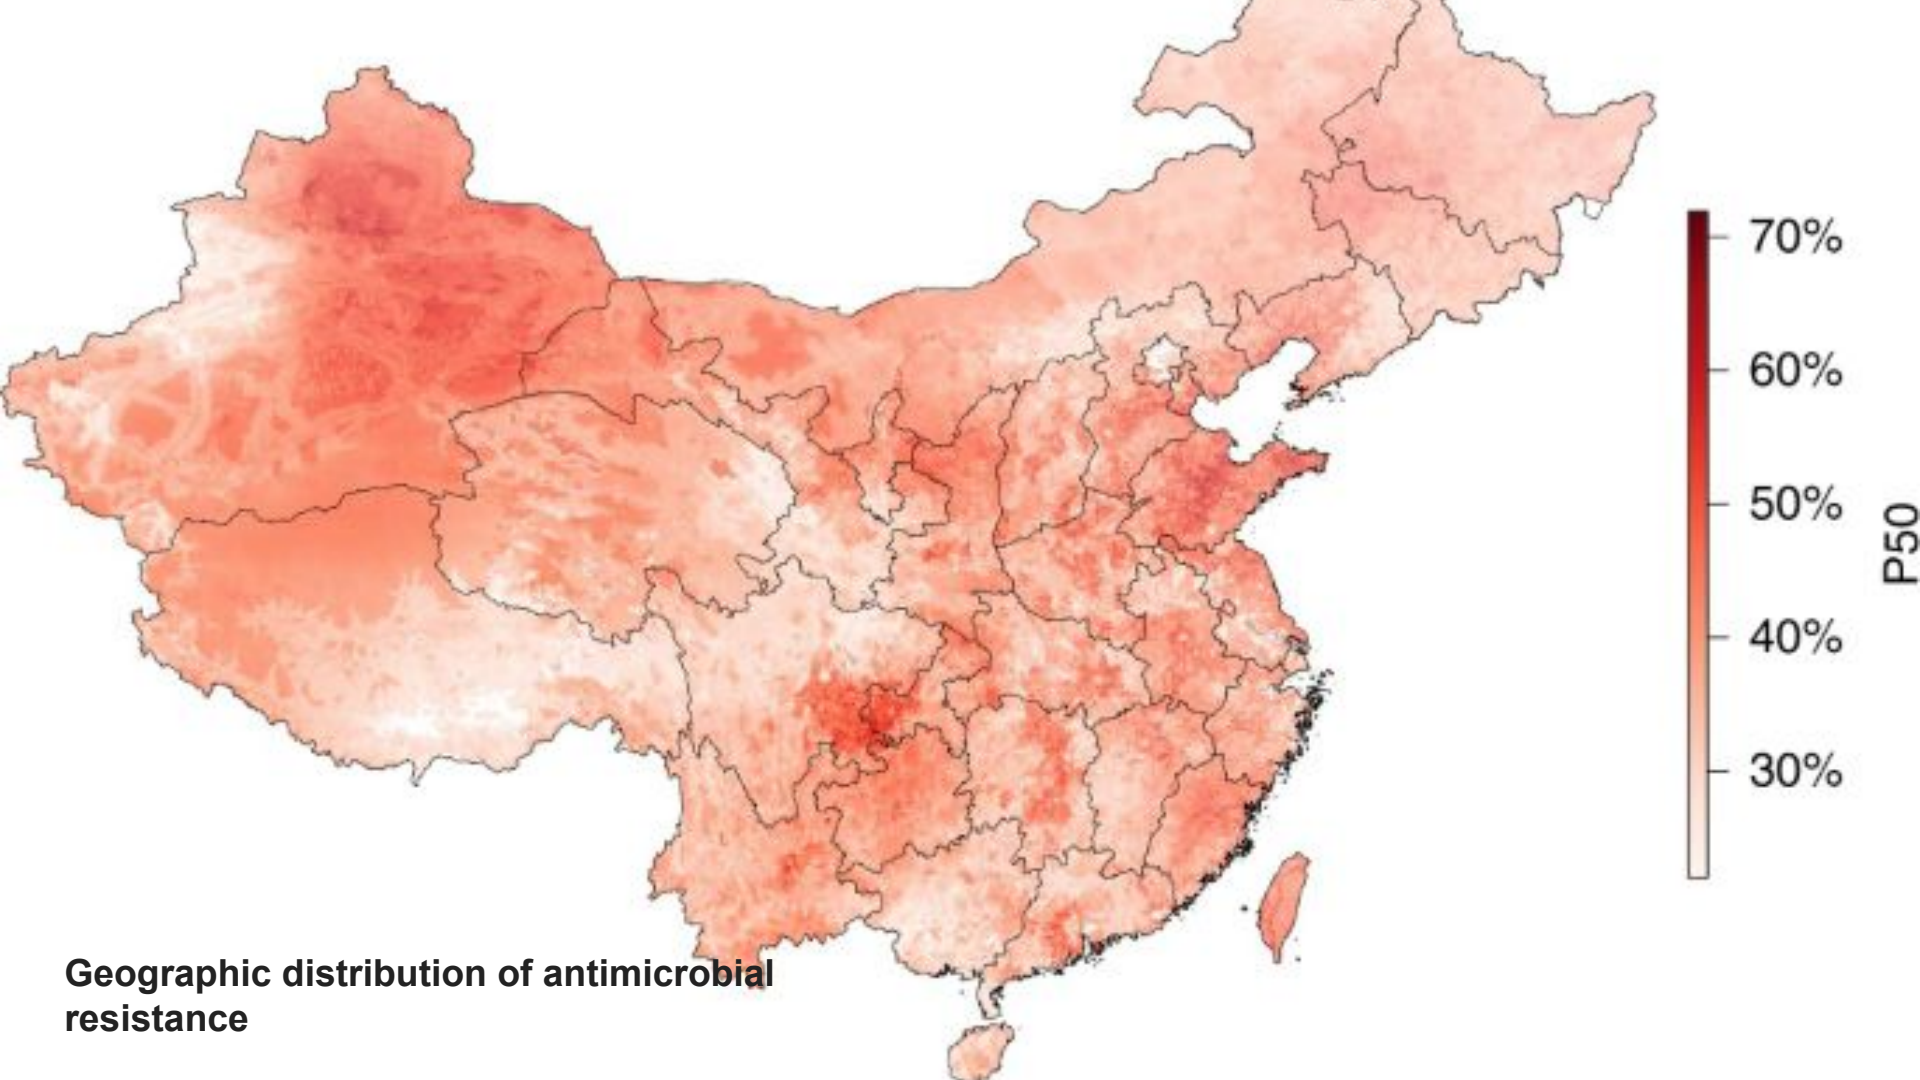 70%
60%
50%
40%
30%
P50
Geographic distribution of antimicrobial
resistance